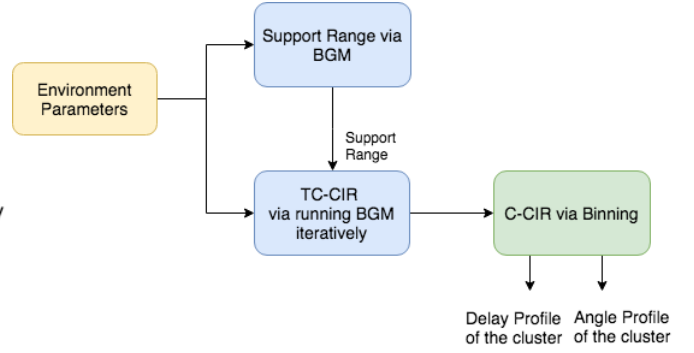 Support Range via
BGM
Environment
Parameters
Support
Range
TC-CIR
via running BGM
iteratively
C-CIR via Binning
y
Delay Profile
of the cluster
Angle Profile
of the cluster